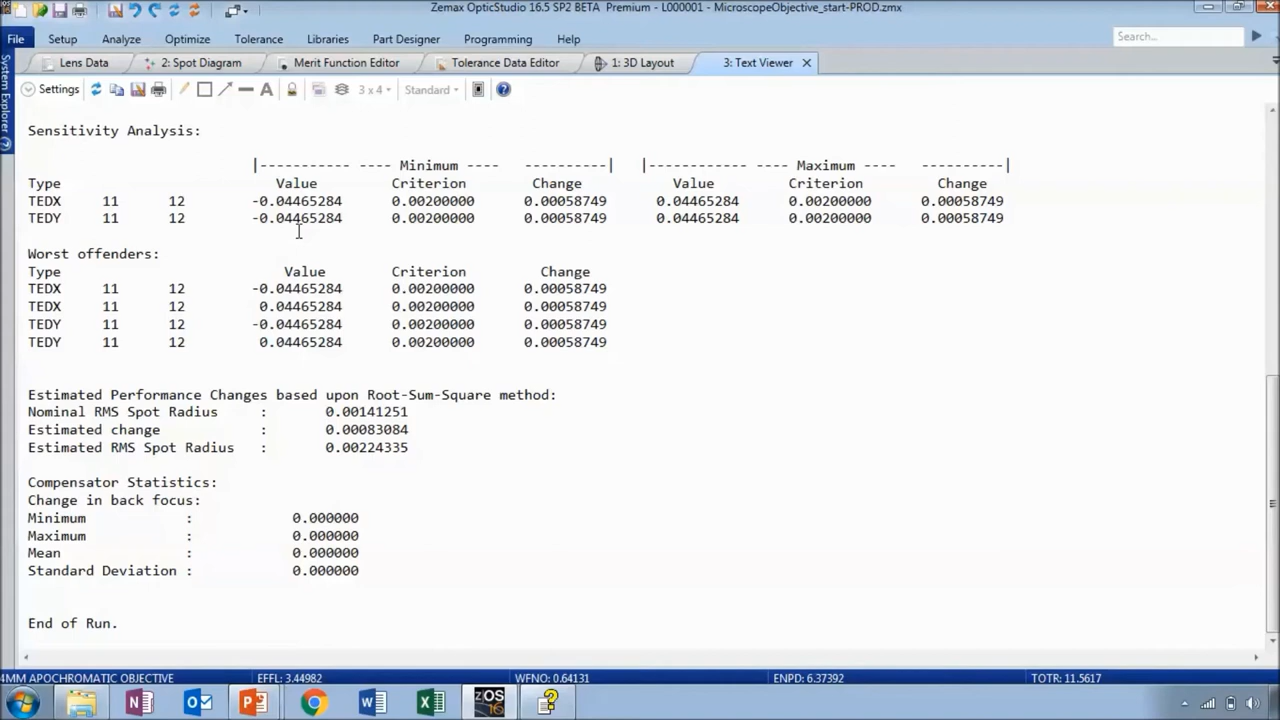 Zemax OpticStudio 16.5 SP2 BETA Premium - L000001 - MicroscopeObjective_start-PROD.zmx
File Setup Analyze Optimize Tolerance Libraries Part Designer Programming Help Search...
Lens Data 2: Spot Diagram Merit Function Editor Tolerance Data Editor 1: 3D Layout 3: Text Viewer
System Explorer
Settings 3 x 4 Standard
Sensitivity Analysis:
|----------- ---- Minimum ---- ----------| |------------ ---- Maximum ---- ----------|
Type Value Criterion Change Value Criterion Change
TEDX 11 12 -0.04465284 0.00200000 0.00058749 0.04465284 0.00200000 0.00058749
TEDY 11 12 -0.04465284 0.00200000 0.00058749 0.04465284 0.00200000 0.00058749
Worst offenders:
Type Value Criterion Change
TEDX 11 12 -0.04465284 0.00200000 0.00058749
TEDX 11 12 0.04465284 0.00200000 0.00058749
TEDY 11 12 -0.04465284 0.00200000 0.00058749
TEDY 11 12 0.04465284 0.00200000 0.00058749
Estimated Performance Changes based upon Root-Sum-Square method:
Nominal RMS Spot Radius : 0.00141251
Estimated change : 0.00083084
Estimated RMS Spot Radius : 0.00224335
Compensator Statistics:
Change in back focus:
Minimum : 0.000000
Maximum : 0.000000
Mean : 0.000000
Standard Deviation : 0.000000
End of Run.
4MM APOCHROMATIC OBJECTIVE EFFL: 3.44982 WFNO: 0.64131 ENPD: 6.37392 TOTR: 11.5617
ZOS
16